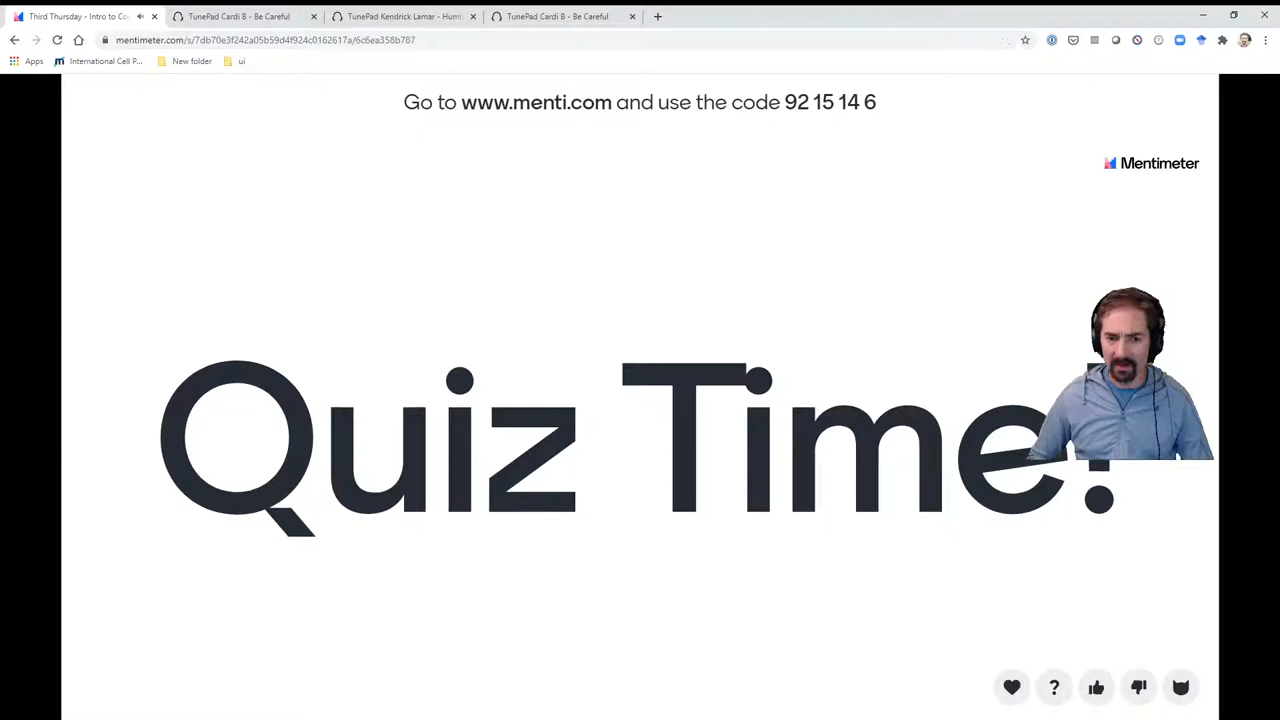 Third Thursday - Intro to Co
TunePad Cardi B - Be Careful
TunePad Kendrick Lamar - Humb
TunePad Cardi B - Be Careful
mentimeter.com/s/7db70e3f242a05b59d4f924c0162617a/6c6ea358b787
Apps
International Cell P...
New folder
ui
Go to www.menti.com and use the code 92 15 14 6
Mentimeter
Quiz Time!
?